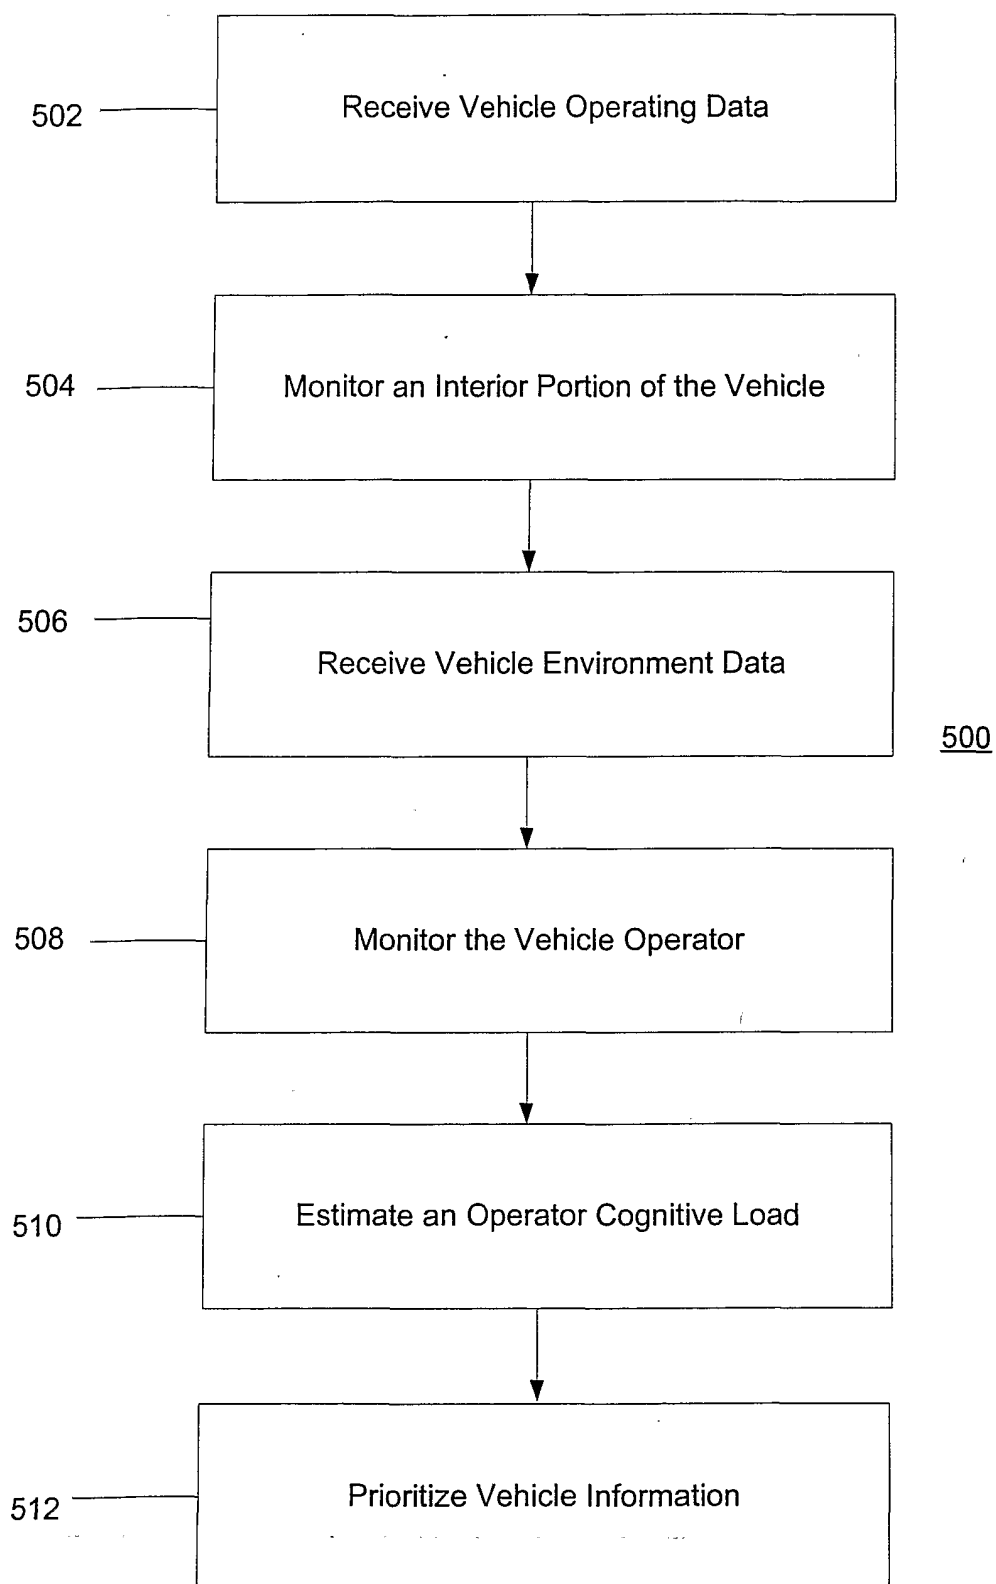 502
Receive Vehicle Operating Data
504
Monitor an Interior Portion of the Vehicle
506
Receive Vehicle Environment Data
500
508
Monitor the Vehicle Operator
510
Estimate an Operator Cognitive Load
512
Prioritize Vehicle Information